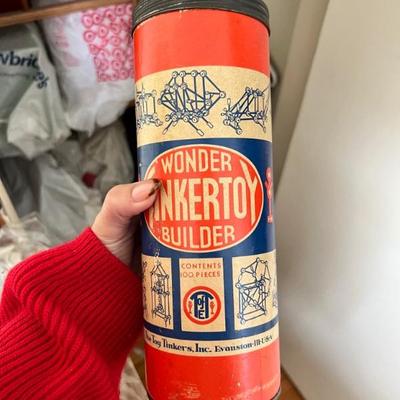 WONDER
TINKERTOY
BUILDER
CONTENTS
100 PIECES
The Toy Tinkers, Inc. Evanston-Ill-U.S.A.